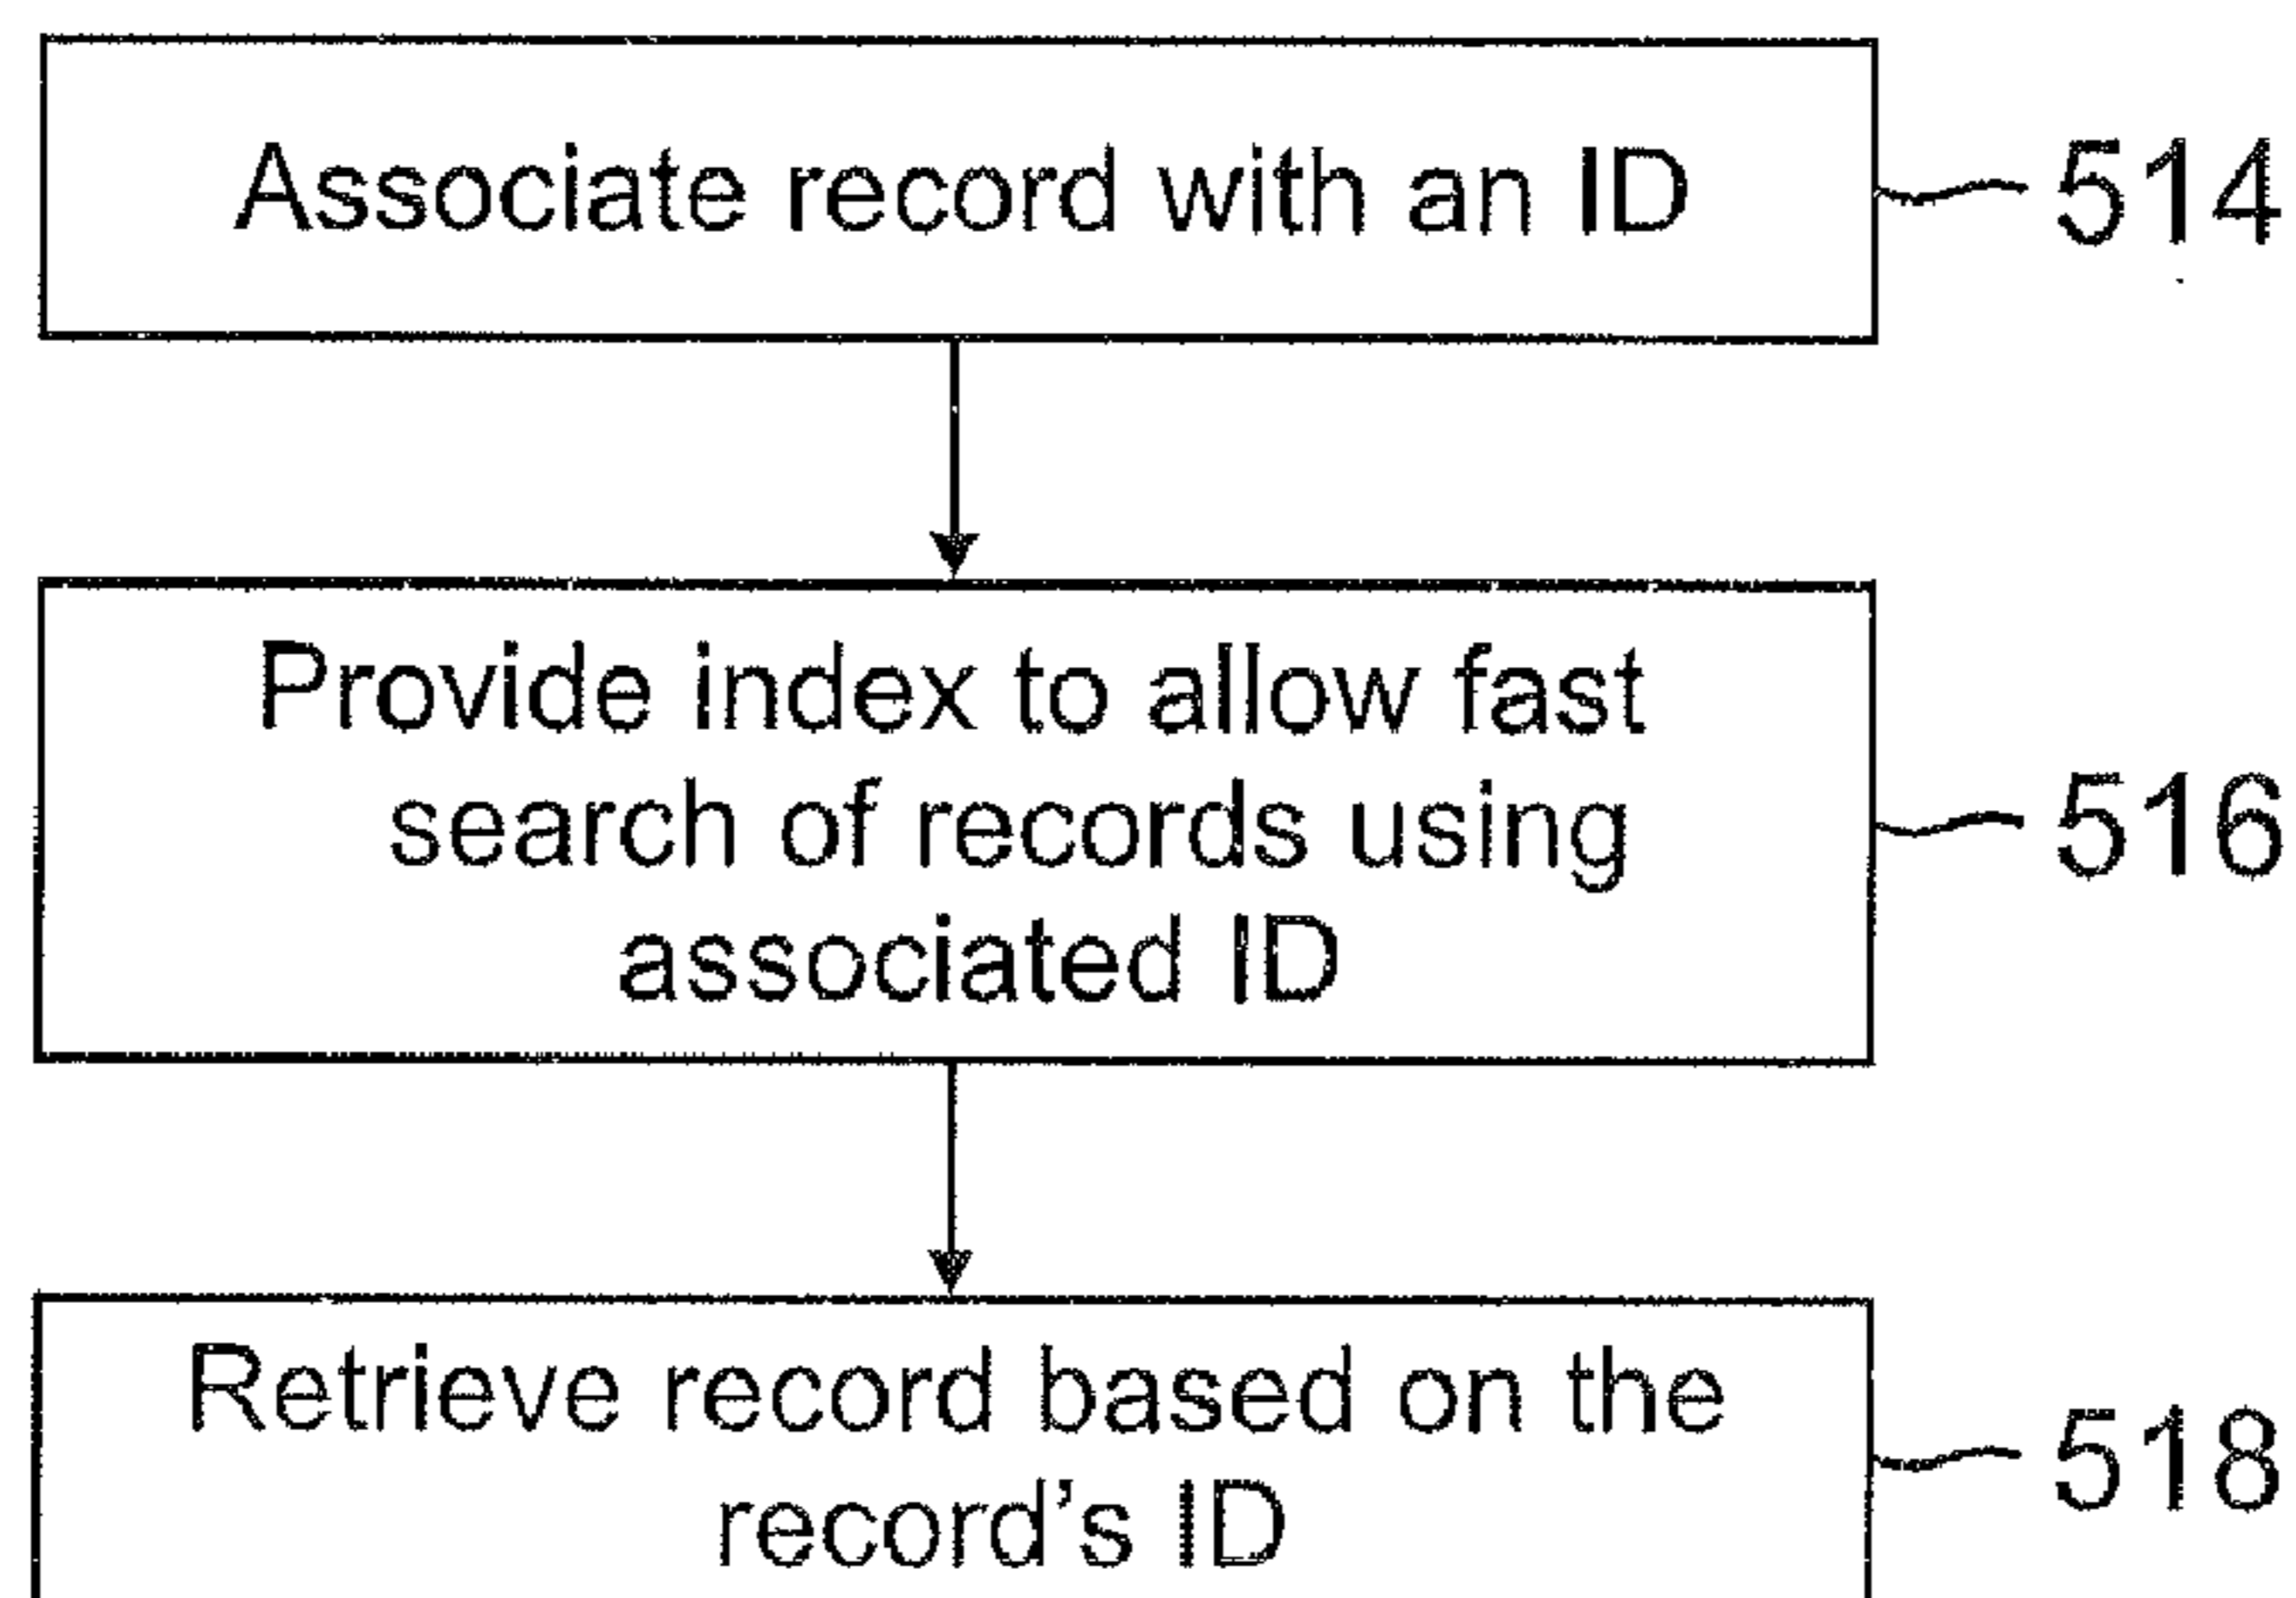 Associate record with an ID
514
Provide index to allow fast
search of records using
associated ID
516
Retrieve record based on the
record's ID
518